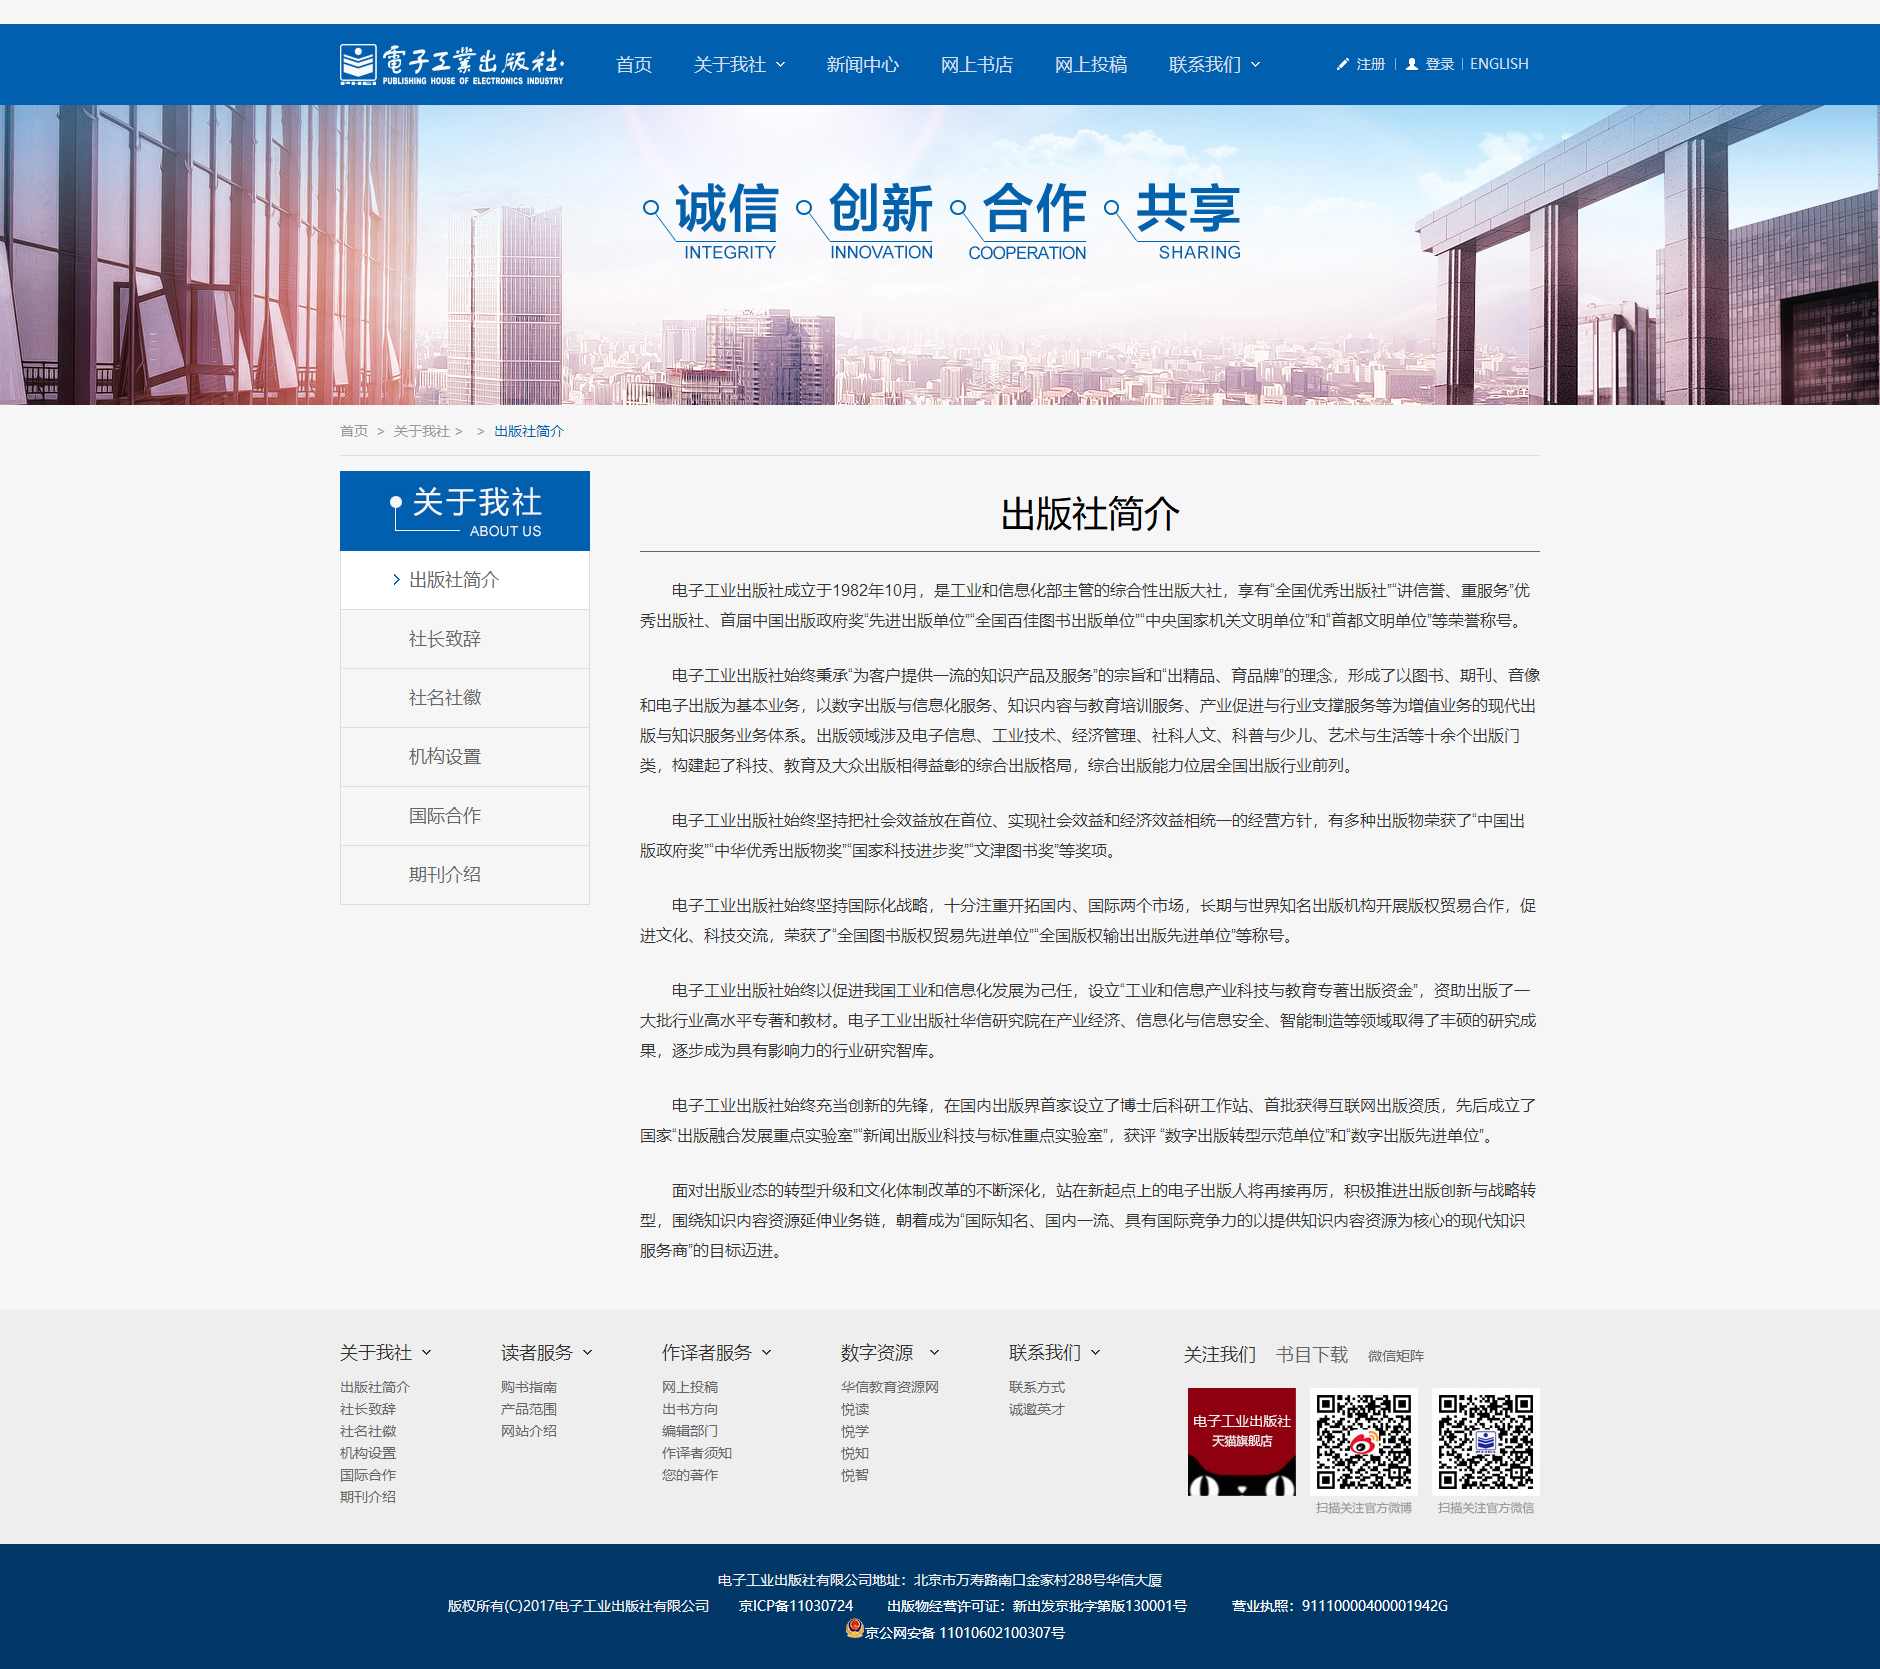 電子工業出版社.
PUBLISHING HOUSE OF ELECTRONICS INDUSTRY
首页 关于我社 新闻中心 网上书店 网上投稿 联系我们 注册 | 登录 | ENGLISH
诚信 创新 合作 共享
INTEGRITY INNOVATION COOPERATION SHARING
首页 > 关于我社 > > 出版社简介
关于我社
ABOUT US
出版社简介
社长致辞
社名社徽
机构设置
国际合作
期刊介绍
出版社简介
电子工业出版社成立于1982年10月，是工业和信息化部主管的综合性出版大社，享有“全国优秀出版社”“讲信誉、重服务”优
秀出版社、首届中国出版政府奖“先进出版单位”“全国百佳图书出版单位”“中央国家机关文明单位”和“首都文明单位”等荣誉称号。
电子工业出版社始终秉承“为客户提供一流的知识产品及服务”的宗旨和“出精品、育品牌”的理念，形成了以图书、期刊、音像
和电子出版为基本业务，以数字出版与信息化服务、知识内容与教育培训服务、产业促进与行业支撑服务等为增值业务的现代出
版与知识服务业务体系。出版领域涉及电子信息、工业技术、经济管理、社科人文、科普与少儿、艺术与生活等十余个出版门
类，构建起了科技、教育及大众出版相得益彰的综合出版格局，综合出版能力位居全国出版行业前列。
电子工业出版社始终坚持把社会效益放在首位、实现社会效益和经济效益相统一的经营方针，有多种出版物荣获了“中国出
版政府奖”“中华优秀出版物奖”“国家科技进步奖”“文津图书奖”等奖项。
电子工业出版社始终坚持国际化战略，十分注重开拓国内、国际两个市场，长期与世界知名出版机构开展版权贸易合作，促
进文化、科技交流，荣获了“全国图书版权贸易先进单位”“全国版权输出出版先进单位”等称号。
电子工业出版社始终以促进我国工业和信息化发展为己任，设立“工业和信息产业科技与教育专著出版资金”，资助出版了一
大批行业高水平专著和教材。电子工业出版社华信研究院在产业经济、信息化与信息安全、智能制造等领域取得了丰硕的研究成
果，逐步成为具有影响力的行业研究智库。
电子工业出版社始终充当创新的先锋，在国内出版界首家设立了博士后科研工作站、首批获得互联网出版资质，先后成立了
国家“出版融合发展重点实验室”“新闻出版业科技与标准重点实验室”，获评 “数字出版转型示范单位”和“数字出版先进单位”。
面对出版业态的转型升级和文化体制改革的不断深化，站在新起点上的电子出版人将再接再厉，积极推进出版创新与战略转
型，围绕知识内容资源延伸业务链，朝着成为“国际知名、国内一流、具有国际竞争力的以提供知识内容资源为核心的现代知识
服务商”的目标迈进。
关于我社
出版社简介
社长致辞
社名社徽
机构设置
国际合作
期刊介绍
读者服务
购书指南
产品范围
网站介绍
作译者服务
网上投稿
出书方向
编辑部门
作译者须知
您的著作
数字资源
华信教育资源网
悦读
悦学
悦知
悦智
联系我们
联系方式
诚邀英才
关注我们 书目下载 微信矩阵
电子工业出版社
天猫旗舰店
扫描关注官方微博 扫描关注官方微信
电子工业出版社有限公司地址：北京市万寿路南口金家村288号华信大厦
版权所有(C)2017电子工业出版社有限公司 京ICP备11030724 出版物经营许可证：新出发京批字第版130001号 营业执照：91110000400001942G
京公网安备 11010602100307号